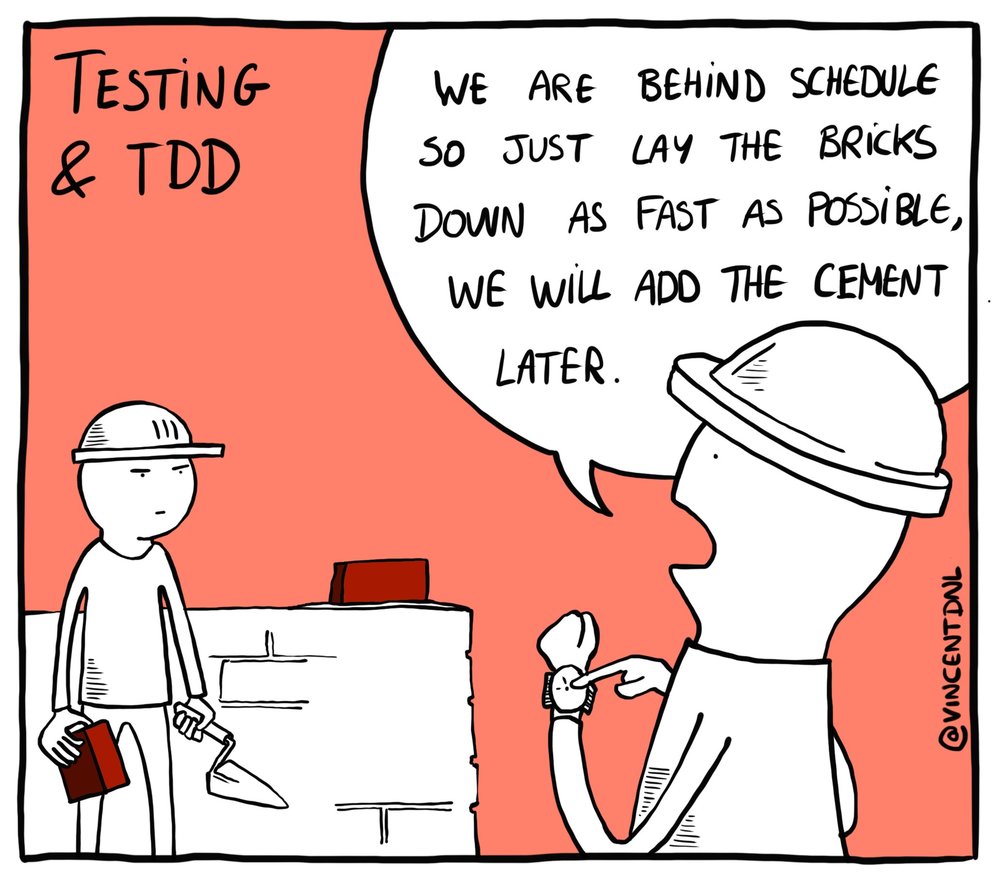 TESTING
& TDD
WE ARE BEHIND SCHEDULE
SO JUST LAY THE BRICKS
DOWN AS FAST AS POSSIBLE,
WE WILL ADD THE CEMENT
LATER.
@VINCENTDNL